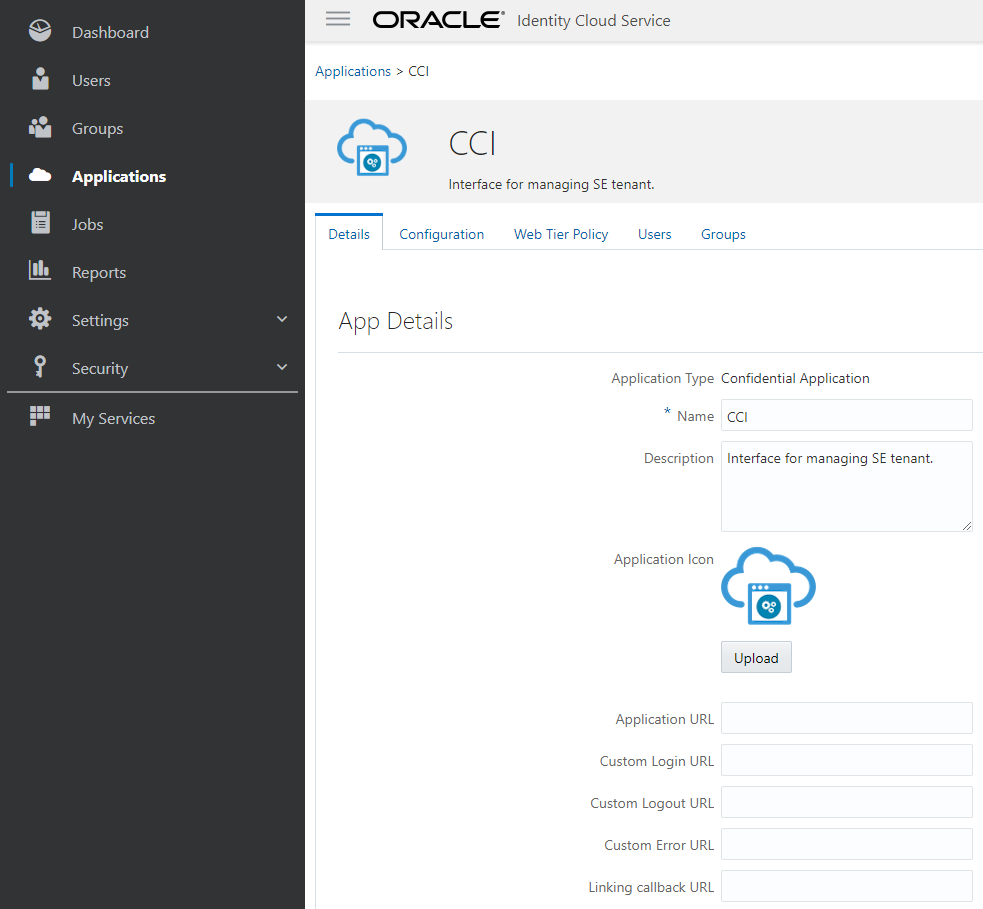 Dashboard
Users
Groups
Applications
Jobs
Reports
Settings
Security
My Services
ORACLE® Identity Cloud Service
Applications > CCI
CCI
Interface for managing SE tenant.
Details Configuration Web Tier Policy Users Groups
App Details
Application Type Confidential Application
* Name CCI
Description Interface for managing SE tenant.
Application Icon
Upload
Application URL
Custom Login URL
Custom Logout URL
Custom Error URL
Linking callback URL